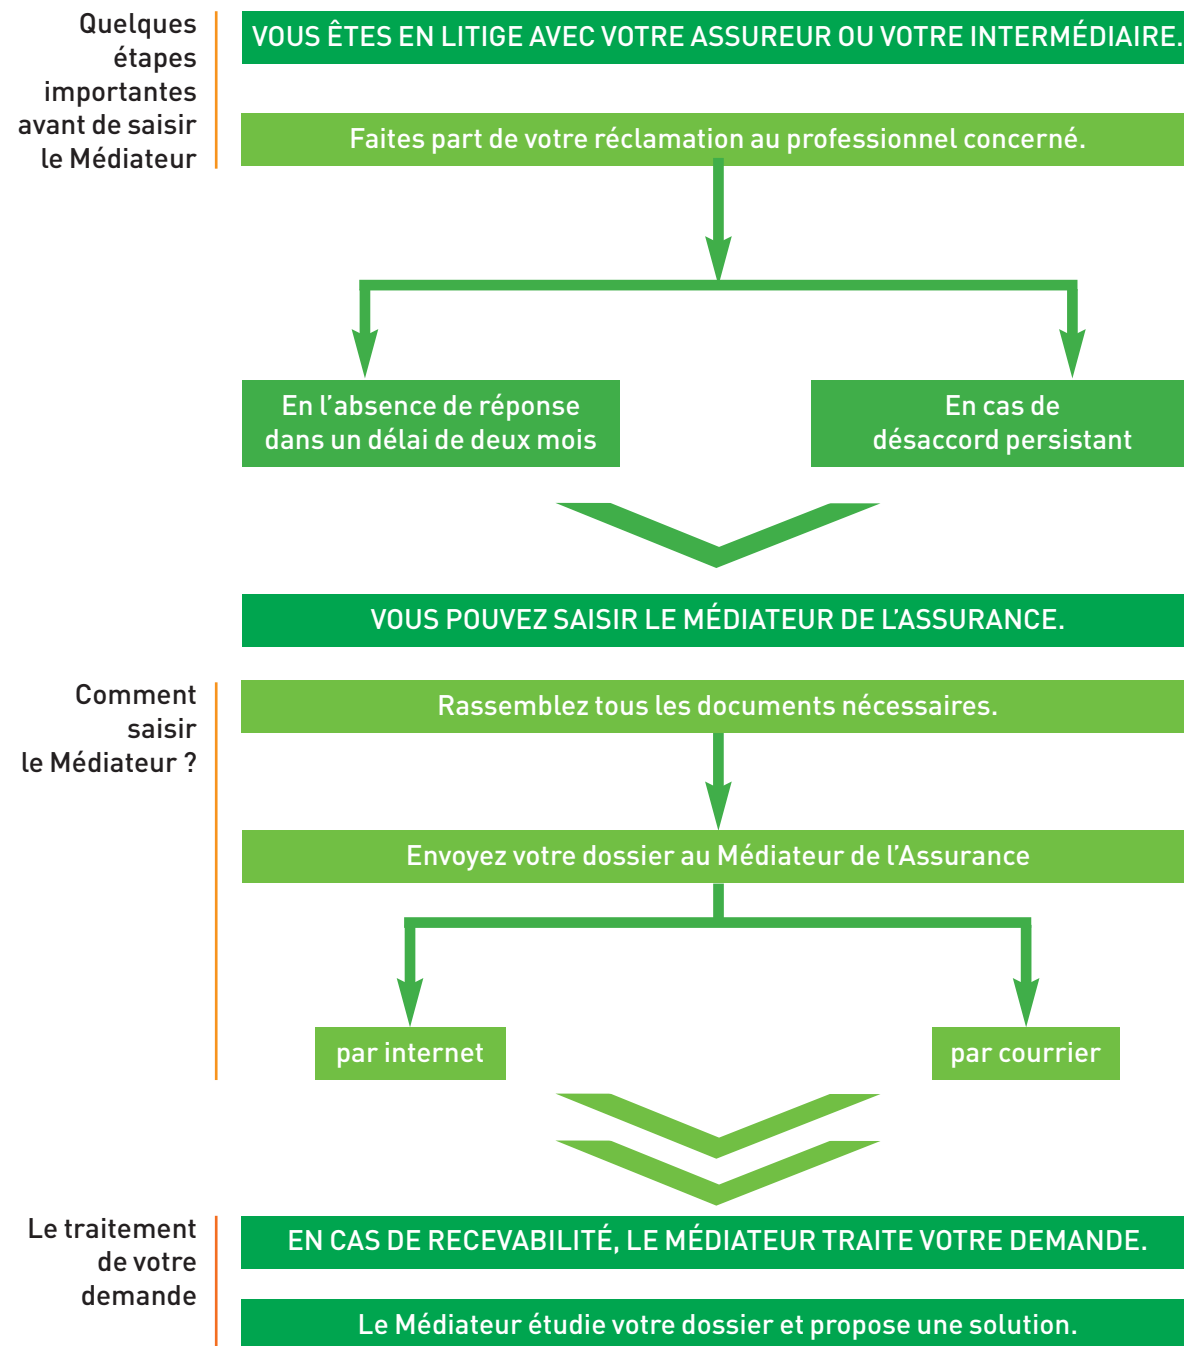 Quelques
étapes
importantes
avant de saisir
le Médiateur
VOUS ÊTES EN LITIGE AVEC VOTRE ASSUREUR OU VOTRE INTERMÉDIAIRE.
Faites part de votre réclamation au professionnel concerné.
En l’absence de réponse
dans un délai de deux mois
En cas de
désaccord persistant
VOUS POUVEZ SAISIR LE MÉDIATEUR DE L’ASSURANCE.
Comment
saisir
le Médiateur ?
Rassemblez tous les documents nécessaires.
Envoyez votre dossier au Médiateur de l’Assurance
par internet
par courrier
Le traitement
de votre
demande
EN CAS DE RECEVABILITÉ, LE MÉDIATEUR TRAITE VOTRE DEMANDE.
Le Médiateur étudie votre dossier et propose une solution.